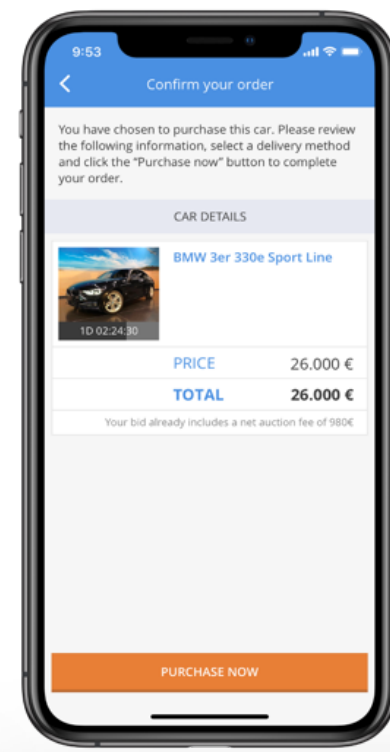 9:53
Confirm your order
You have chosen to purchase this car. Please review
the following information, select a delivery method
and click the “Purchase now” button to complete
your order.
CAR DETAILS
BMW 3er 330e Sport Line
1D 02:24:30
PRICE 26.000 €
TOTAL 26.000 €
Your bid already includes a net auction fee of 980€
PURCHASE NOW